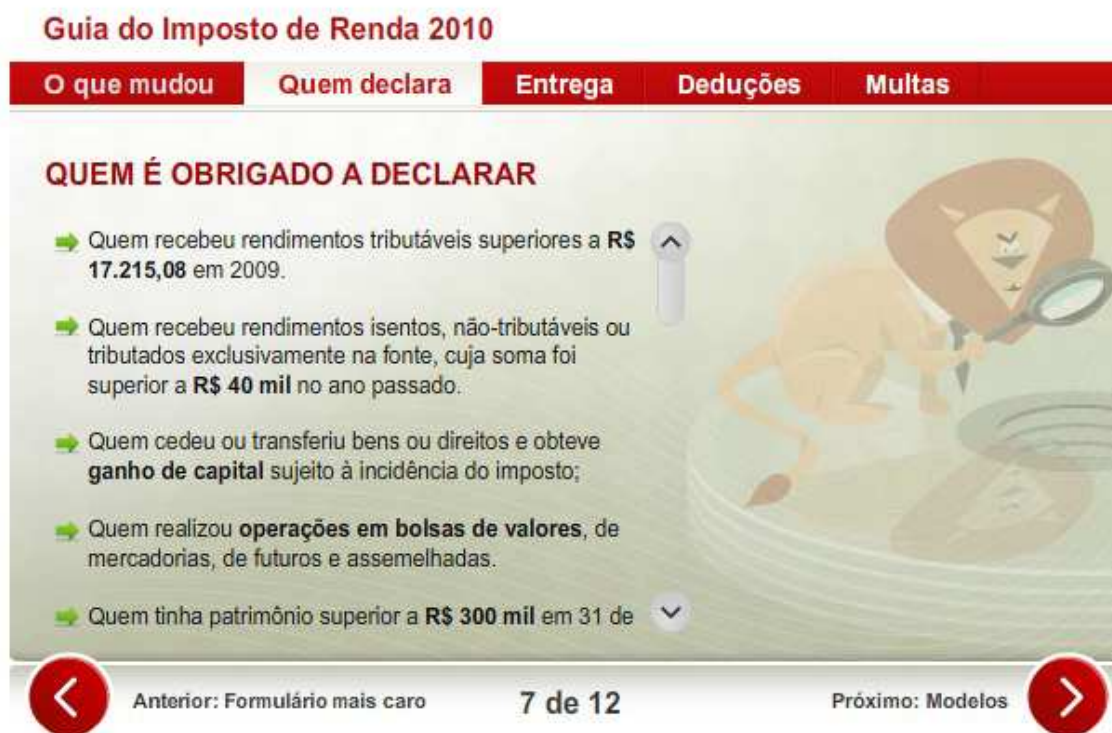 Guia do Imposto de Renda 2010
O que mudou Quem declara Entrega Deduções Multas
QUEM É OBRIGADO A DECLARAR
Quem recebeu rendimentos tributáveis superiores a R$
17.215,08 em 2009.
Quem recebeu rendimentos isentos, não-tributáveis ou
tributados exclusivamente na fonte, cuja soma foi
superior a R$ 40 mil no ano passado.
Quem cedeu ou transferiu bens ou direitos e obteve
ganho de capital sujeito à incidência do imposto;
Quem realizou operações em bolsas de valores, de
mercadorias, de futuros e assemelhadas.
Quem tinha patrimônio superior a R$ 300 mil em 31 de
Anterior: Formulário mais caro 7 de 12 Próximo: Modelos